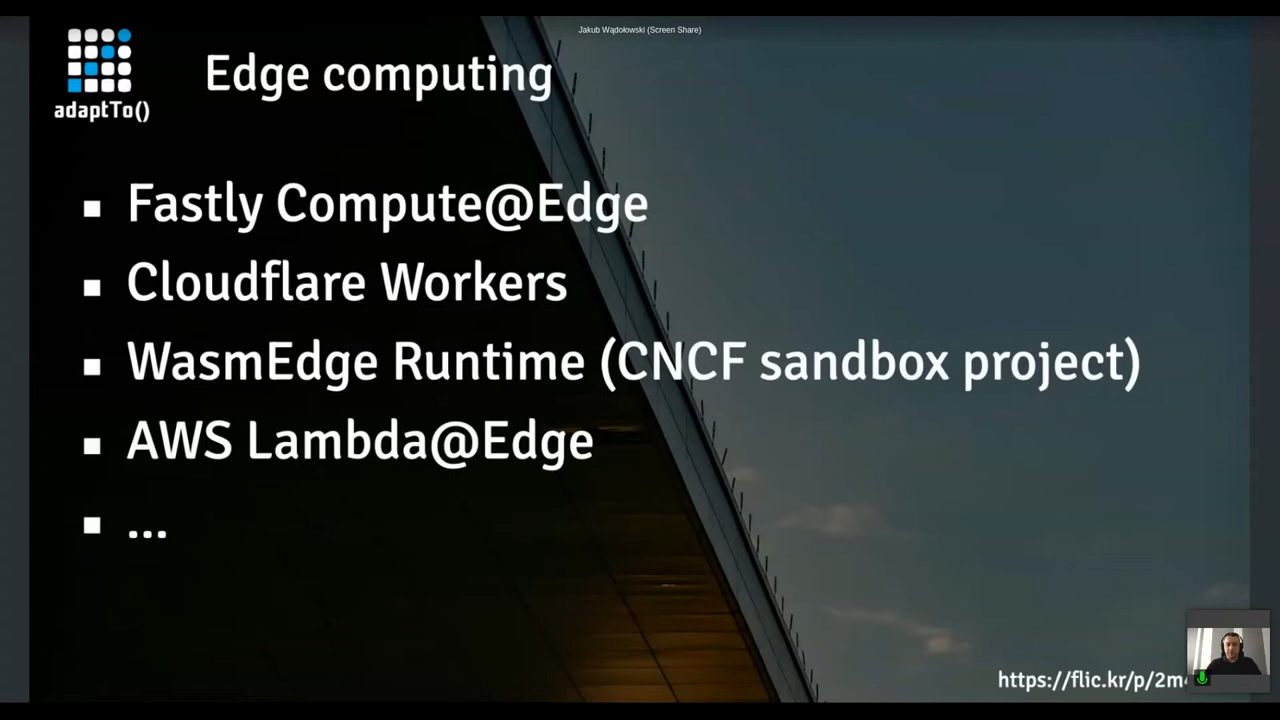 Jakub Wądołowski (Screen Share)
adaptTo()
Edge computing
Fastly Compute@Edge
Cloudflare Workers
WasmEdge Runtime (CNCF sandbox project)
AWS Lambda@Edge
...
https://flic.kr/p/2m